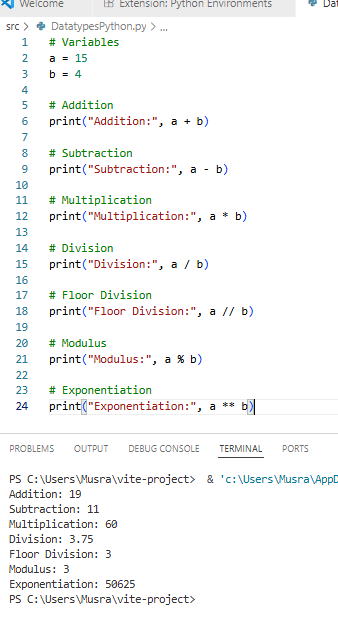 Welcome Extension: Python Environments
src > DatatypesPython.py > ...
1 # Variables
2 a = 15
3 b = 4
4
5 # Addition
6 print("Addition:", a + b)
7
8 # Subtraction
9 print("Subtraction:", a - b)
10
11 # Multiplication
12 print("Multiplication:", a * b)
13
14 # Division
15 print("Division:", a / b)
16
17 # Floor Division
18 print("Floor Division:", a // b)
19
20 # Modulus
21 print("Modulus:", a % b)
22
23 # Exponentiation
24 print("Exponentiation:", a ** b)
PROBLEMS OUTPUT DEBUG CONSOLE TERMINAL PORTS
PS C:\Users\Musra\vite-project> & 'c:\Users\Musra\AppD
Addition: 19
Subtraction: 11
Multiplication: 60
Division: 3.75
Floor Division: 3
Modulus: 3
Exponentiation: 50625
PS C:\Users\Musra\vite-project>